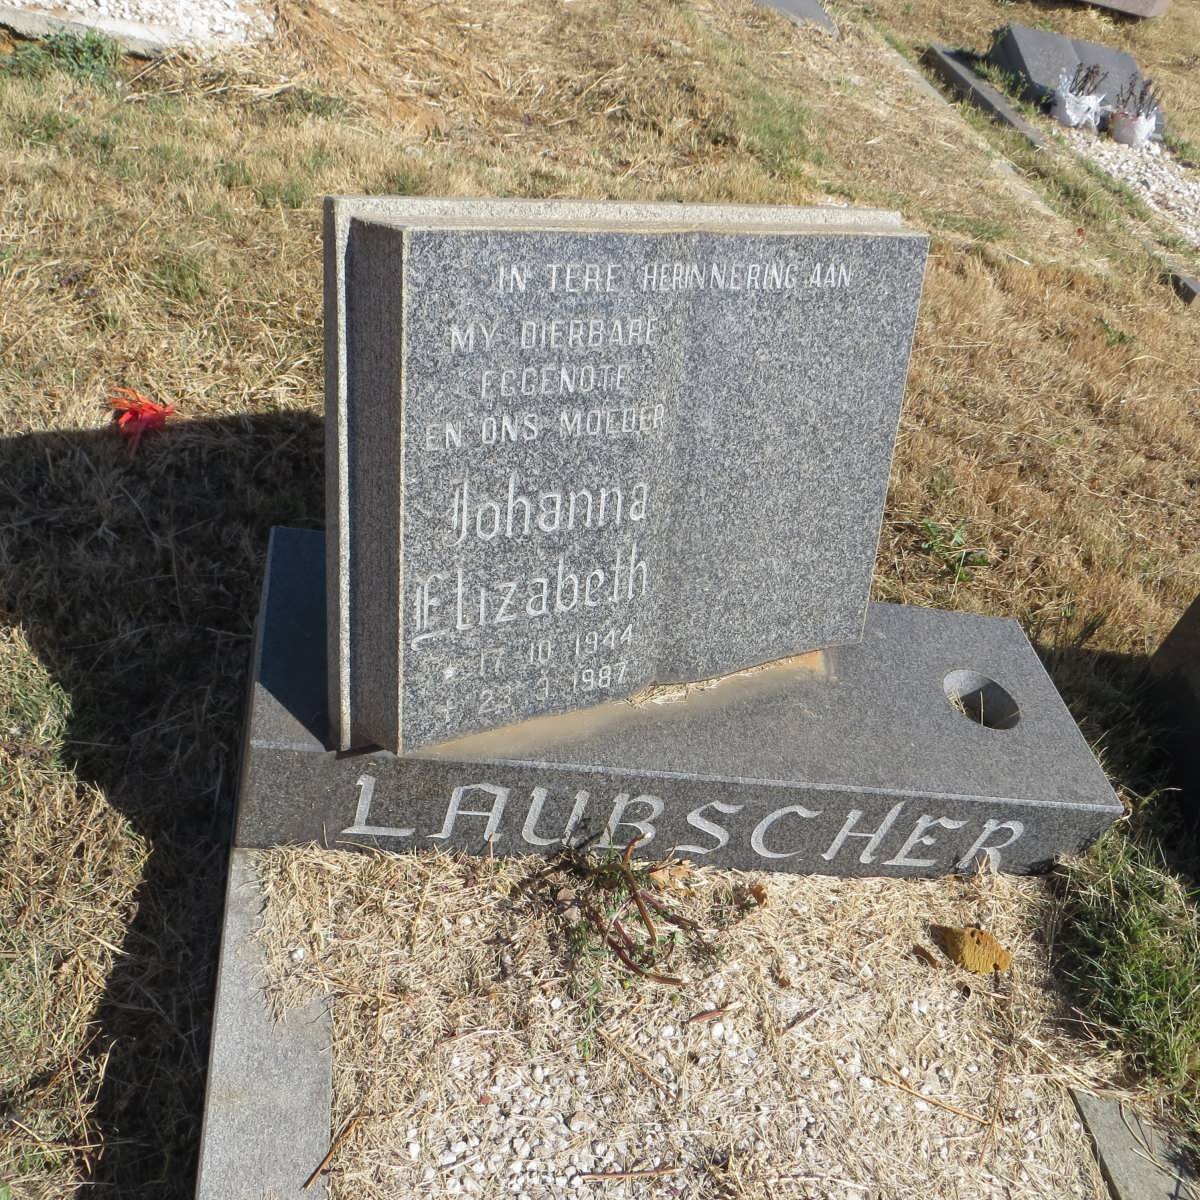 IN TERE HERINNERING AAN
MY DIERBARE
EGGENOTE
EN ONS MOEDER
Johanna
Elizabeth
* 17 10 1944
† 23 3 1987
LAUBSCHER